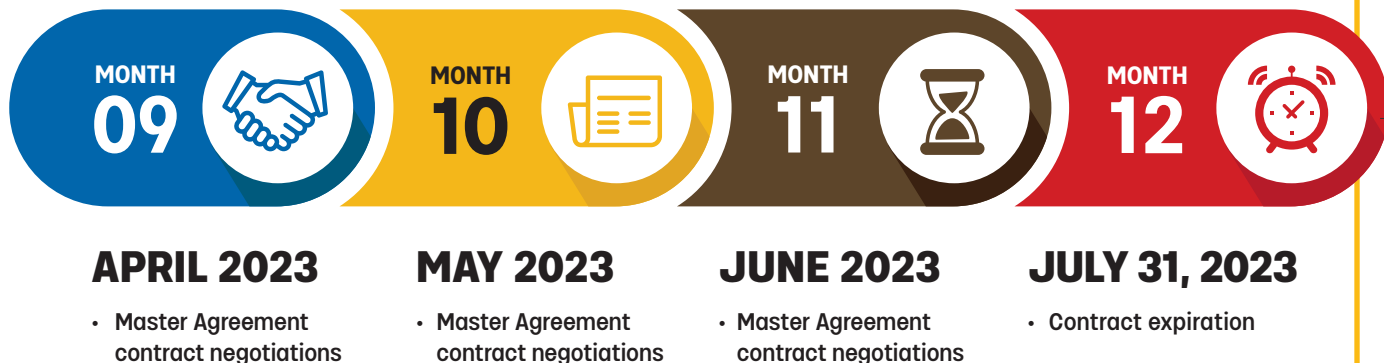 MONTH
09
MONTH
10
MONTH
11
MONTH
12
APRIL 2023
• Master Agreement
contract negotiations
MAY 2023
• Master Agreement
contract negotiations
JUNE 2023
• Master Agreement
contract negotiations
JULY 31, 2023
• Contract expiration